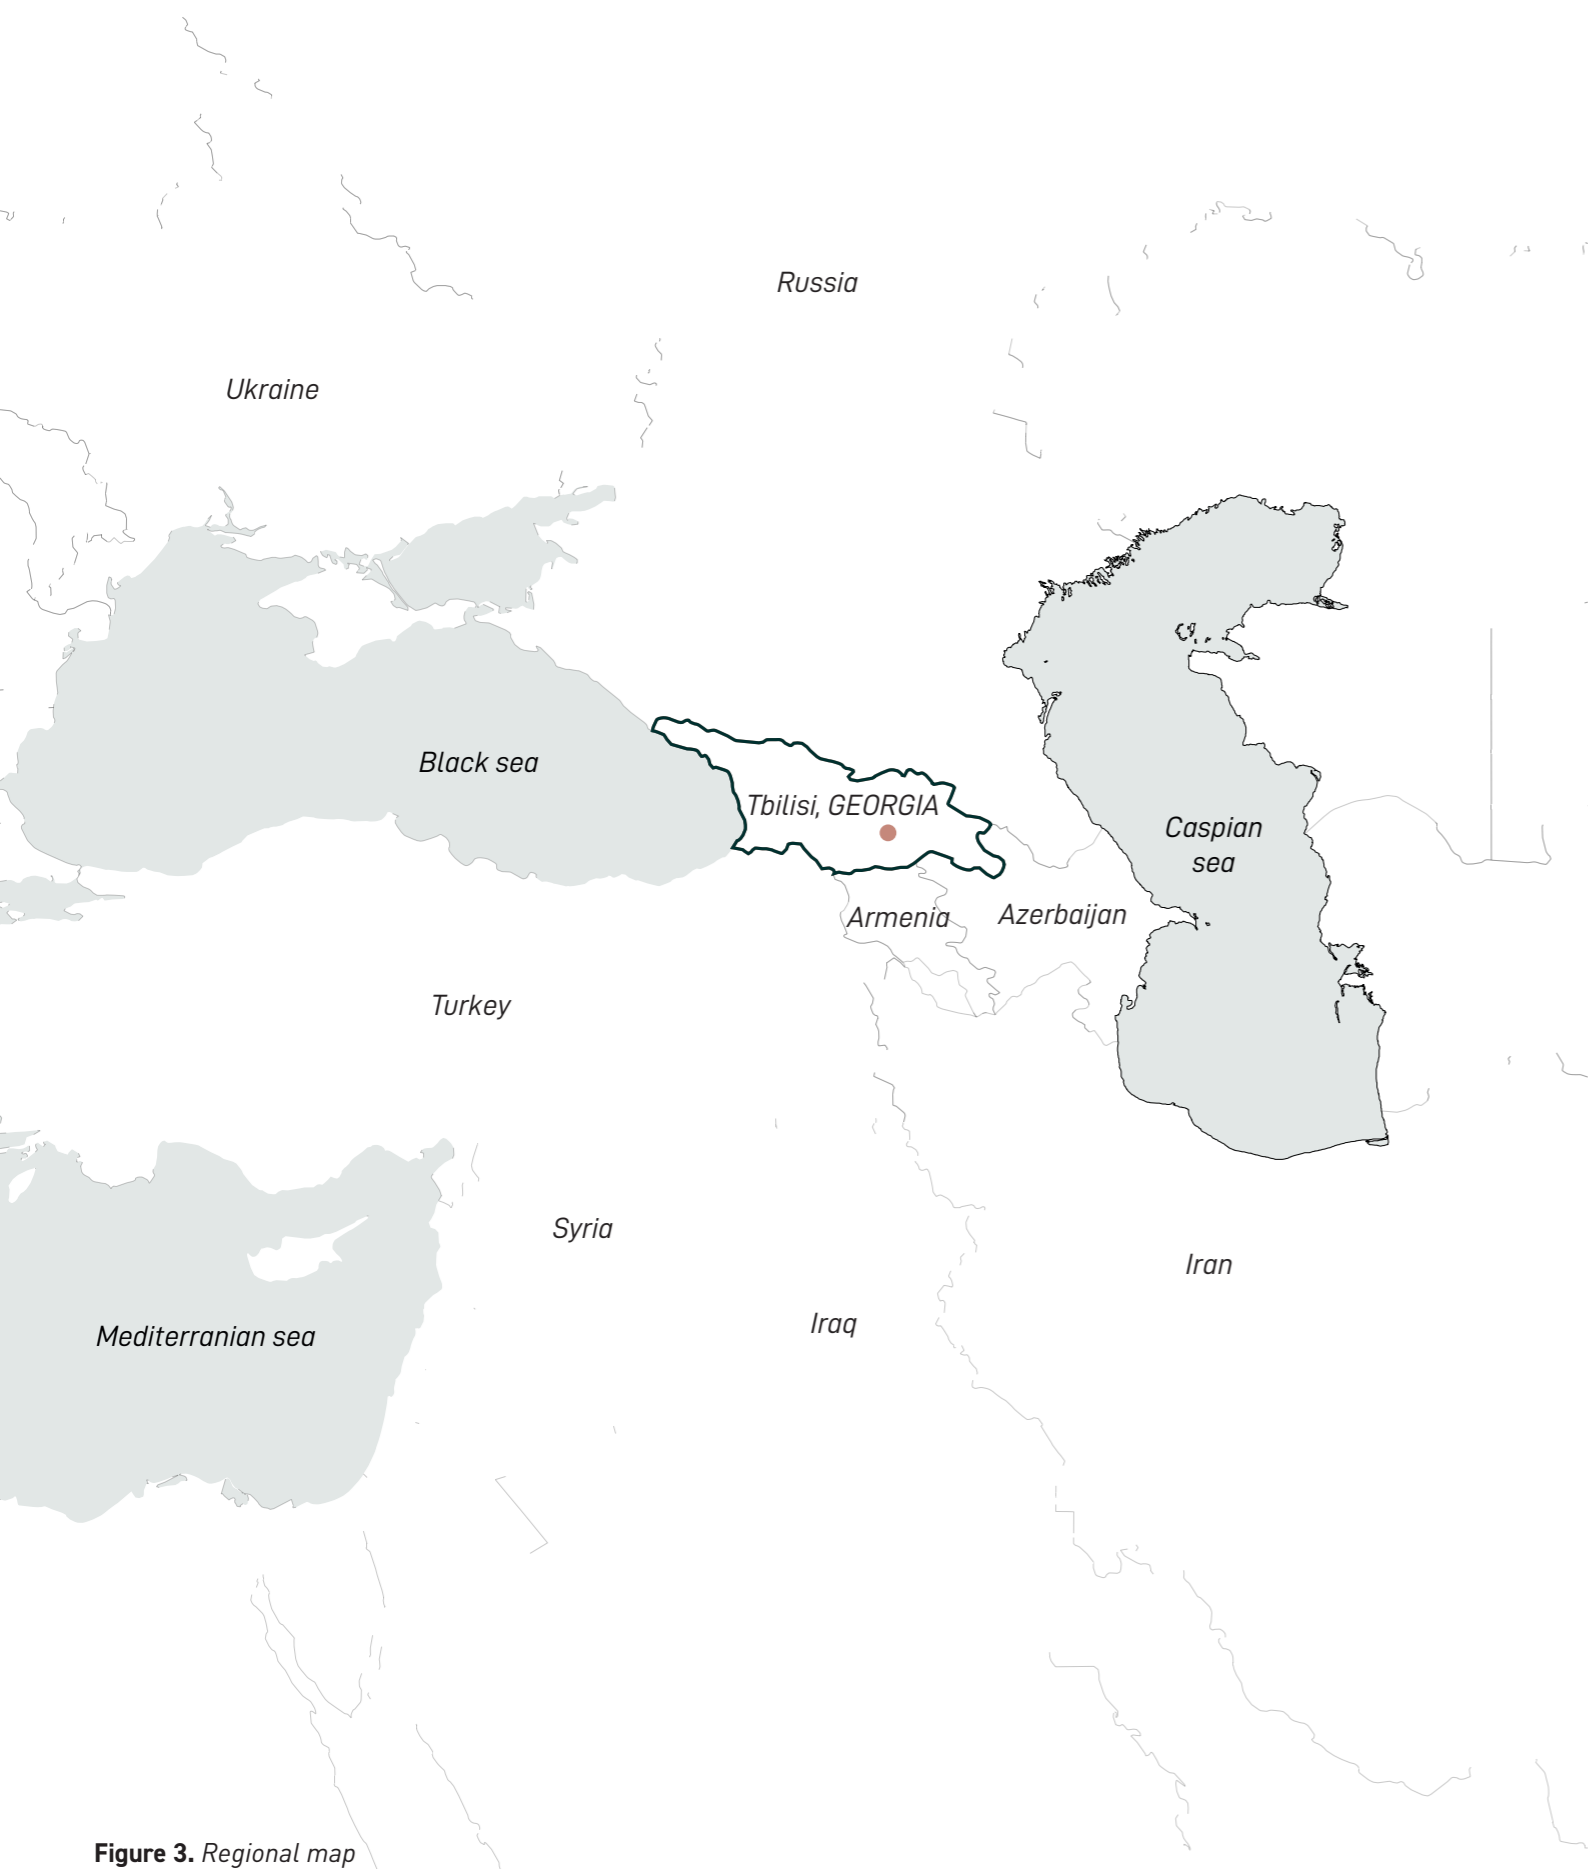 Russia
Ukraine
Black sea
Tbilisi, GEORGIA
Caspian
sea
Armenia
Azerbaijan
Turkey
Syria
Iran
Iraq
Mediterranian sea
Figure 3. Regional map